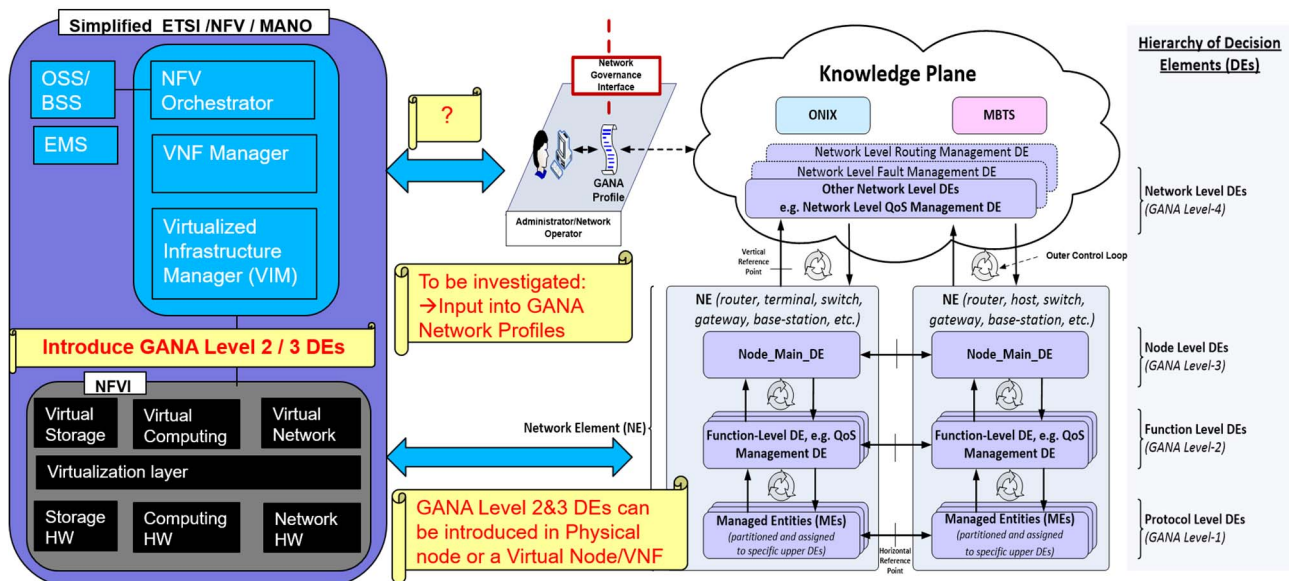 Simplified ETSI /NFV / MANO
OSS/
BSS
EMS
NFV
Orchestrator
VNF Manager
Virtualized
Infrastructure
Manager (VIM)
Introduce GANA Level 2 / 3 DEs
NFVI
Virtual
Storage
Virtual
Computing
Virtual
Network
Virtualization layer
Storage
HW
Computing
HW
Network
HW
?
Network
Governance
Interface
GANA
Profile
Administrator/Network
Operator
To be investigated:
→Input into GANA
Network Profiles
GANA Level 2&3 DEs can
be introduced in Physical
node or a Virtual Node/VNF
Knowledge Plane
ONIX
MBTS
Network Level Routing Management DE
Network Level Fault Management DE
Other Network Level DEs
e.g. Network Level QoS Management DE
Vertical
Reference
Point
Outer Control Loop
Network Element (NE)
NE (router, terminal, switch,
gateway, base-station, etc.)
Node_Main_DE
Function-Level DE, e.g. QoS
Management DE
Managed Entities (MEs)
(partitioned and assigned
to specific upper DEs)
Horizontal
Reference
Point
NE (router, host, switch,
gateway, base-station, etc.)
Node_Main_DE
Function-Level DE, e.g. QoS
Management DE
Managed Entities (MEs)
(partitioned and assigned
to specific upper DEs)
Hierarchy of Decision
Elements (DEs)
Network Level DEs
(GANA Level-4)
Node Level DEs
(GANA Level-3)
Function Level DEs
(GANA Level-2)
Protocol Level DEs
(GANA Level-1)